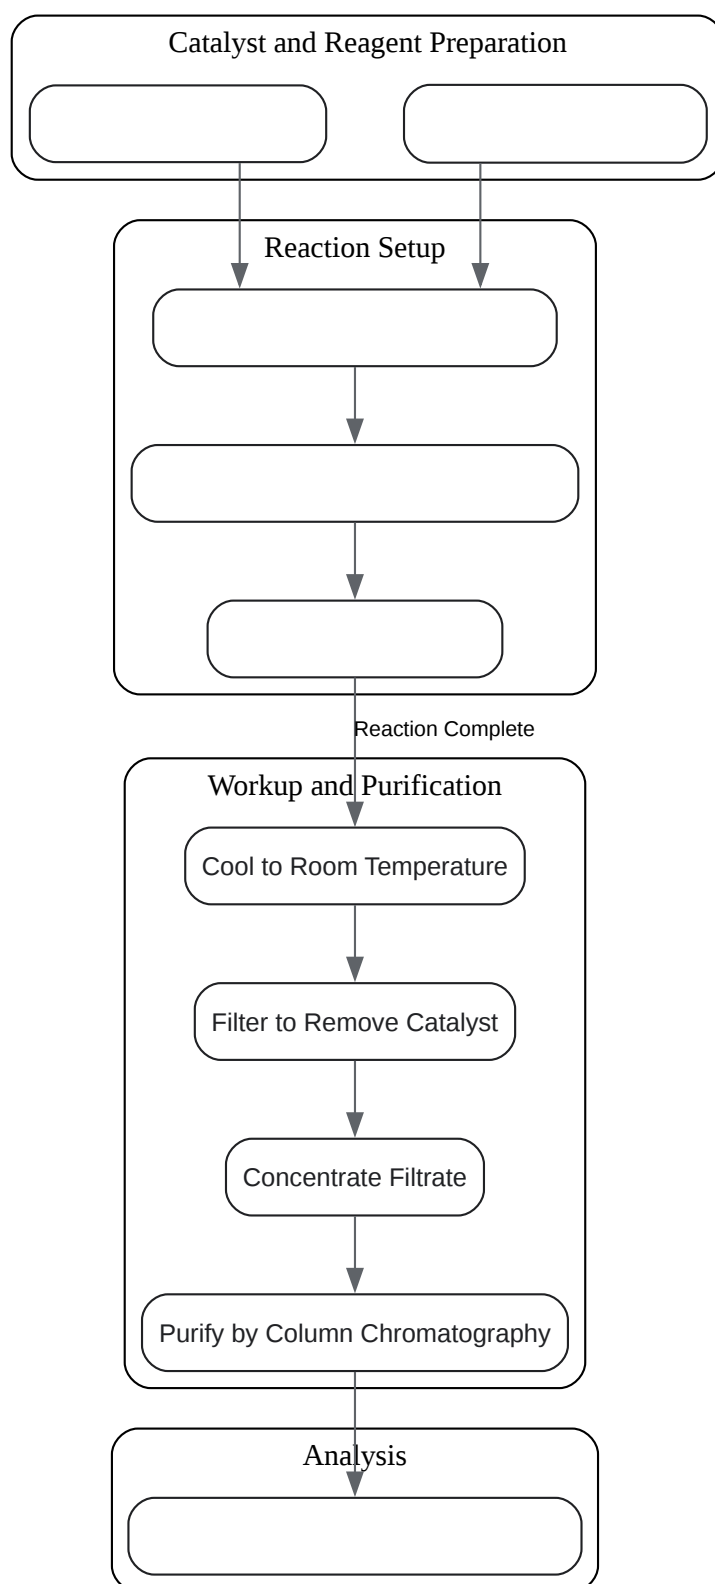 Catalyst and Reagent Preparation
Reaction Setup
Reaction Complete
Workup and Purification
Cool to Room Temperature
Filter to Remove Catalyst
Concentrate Filtrate
Purify by Column Chromatography
Analysis